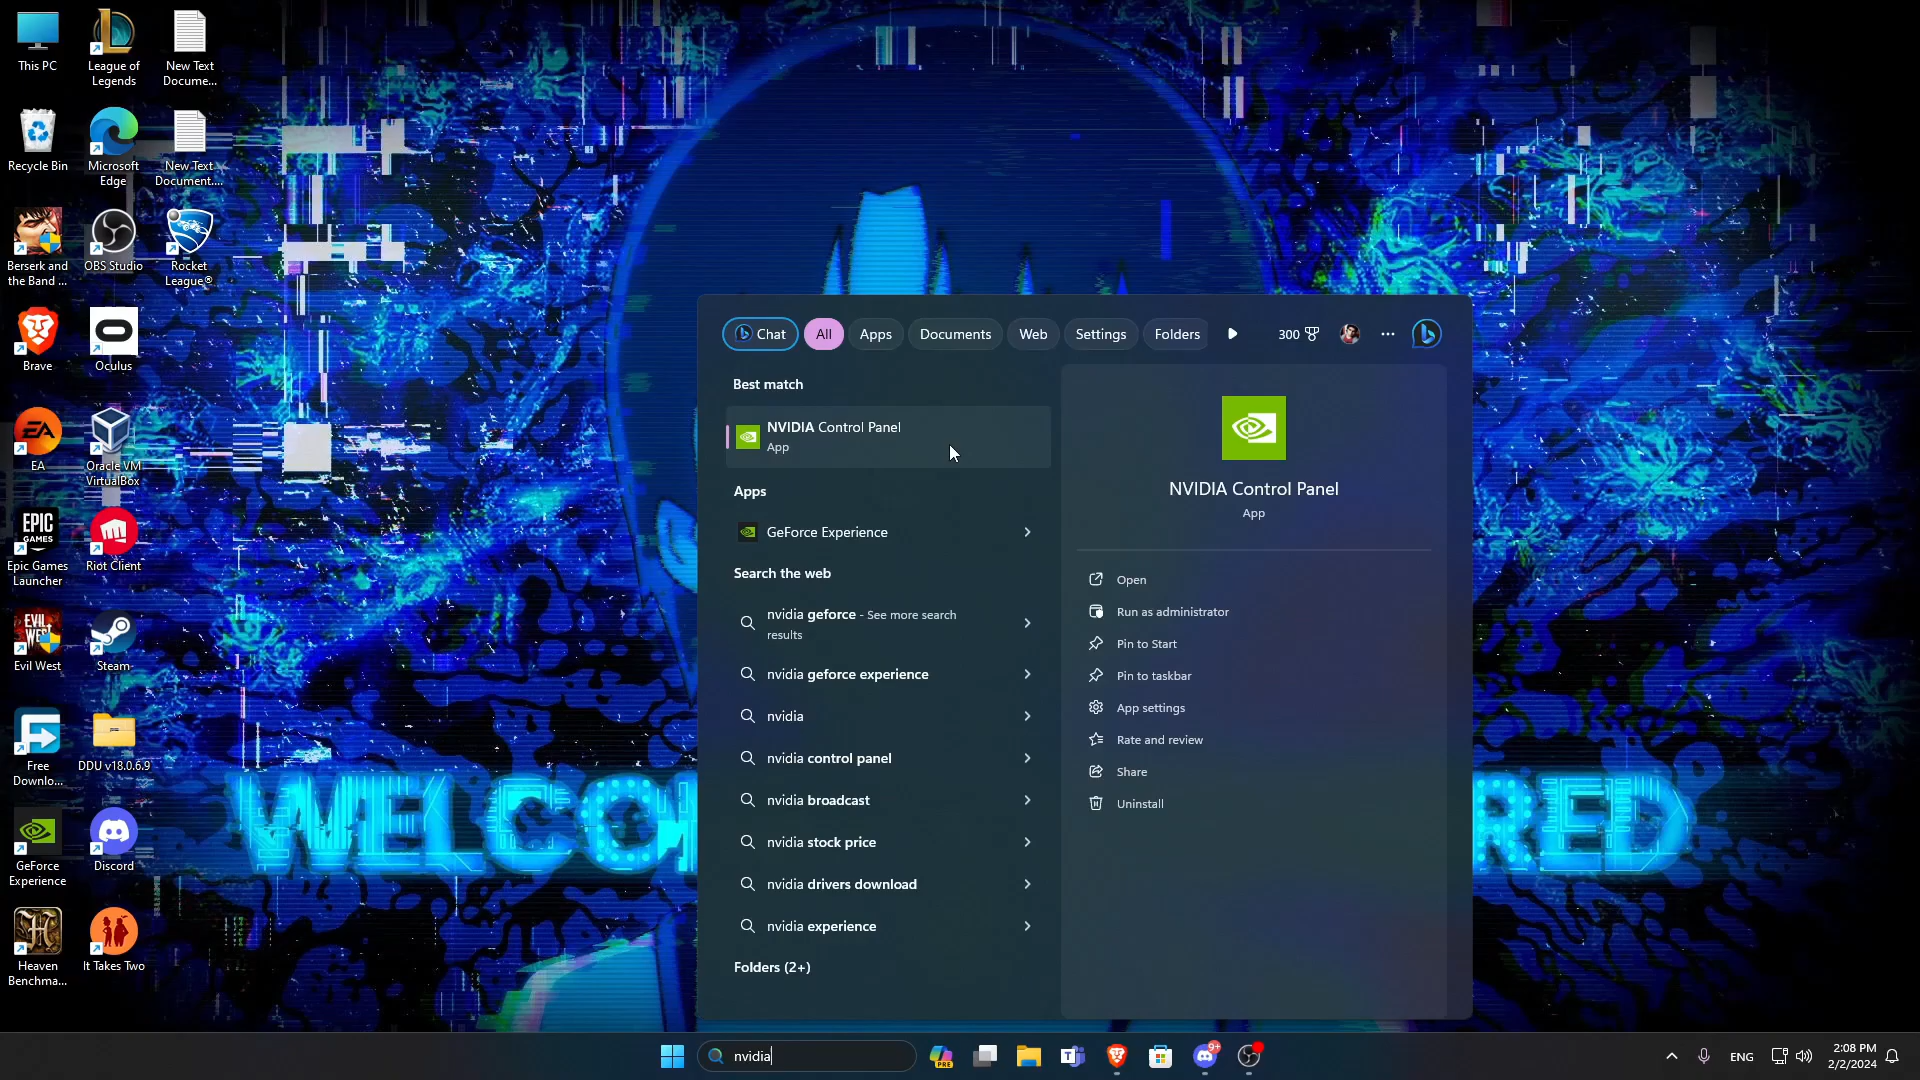 This PC
League of
Legends
New Text
Docume...
Recycle Bin
Microsoft
Edge
New Text
Document....
Berserk and
the Band ...
OBS Studio
Rocket
League®
Brave
Oculus
EA
Oracle VM
VirtualBox
EPIC
GAMES
Epic Games
Launcher
Riot Client
EVIL
WEST
Evil West
Steam
Free
Downlo...
DDU v18.0.6.9
GeForce
Experience
Discord
Heaven
Benchma...
It Takes Two
WELCO
RED
Chat
All
Apps
Documents
Web
Settings
Folders
300
Best match
NVIDIA Control Panel
App
Apps
GeForce Experience
Search the web
nvidia geforce - See more search
results
nvidia geforce experience
nvidia
nvidia control panel
nvidia broadcast
nvidia stock price
nvidia drivers download
nvidia experience
Folders (2+)
NVIDIA Control Panel
App
Open
Run as administrator
Pin to Start
Pin to taskbar
App settings
Rate and review
Share
Uninstall
nvidia
PRE
9+
ENG
2:08 PM
2/2/2024